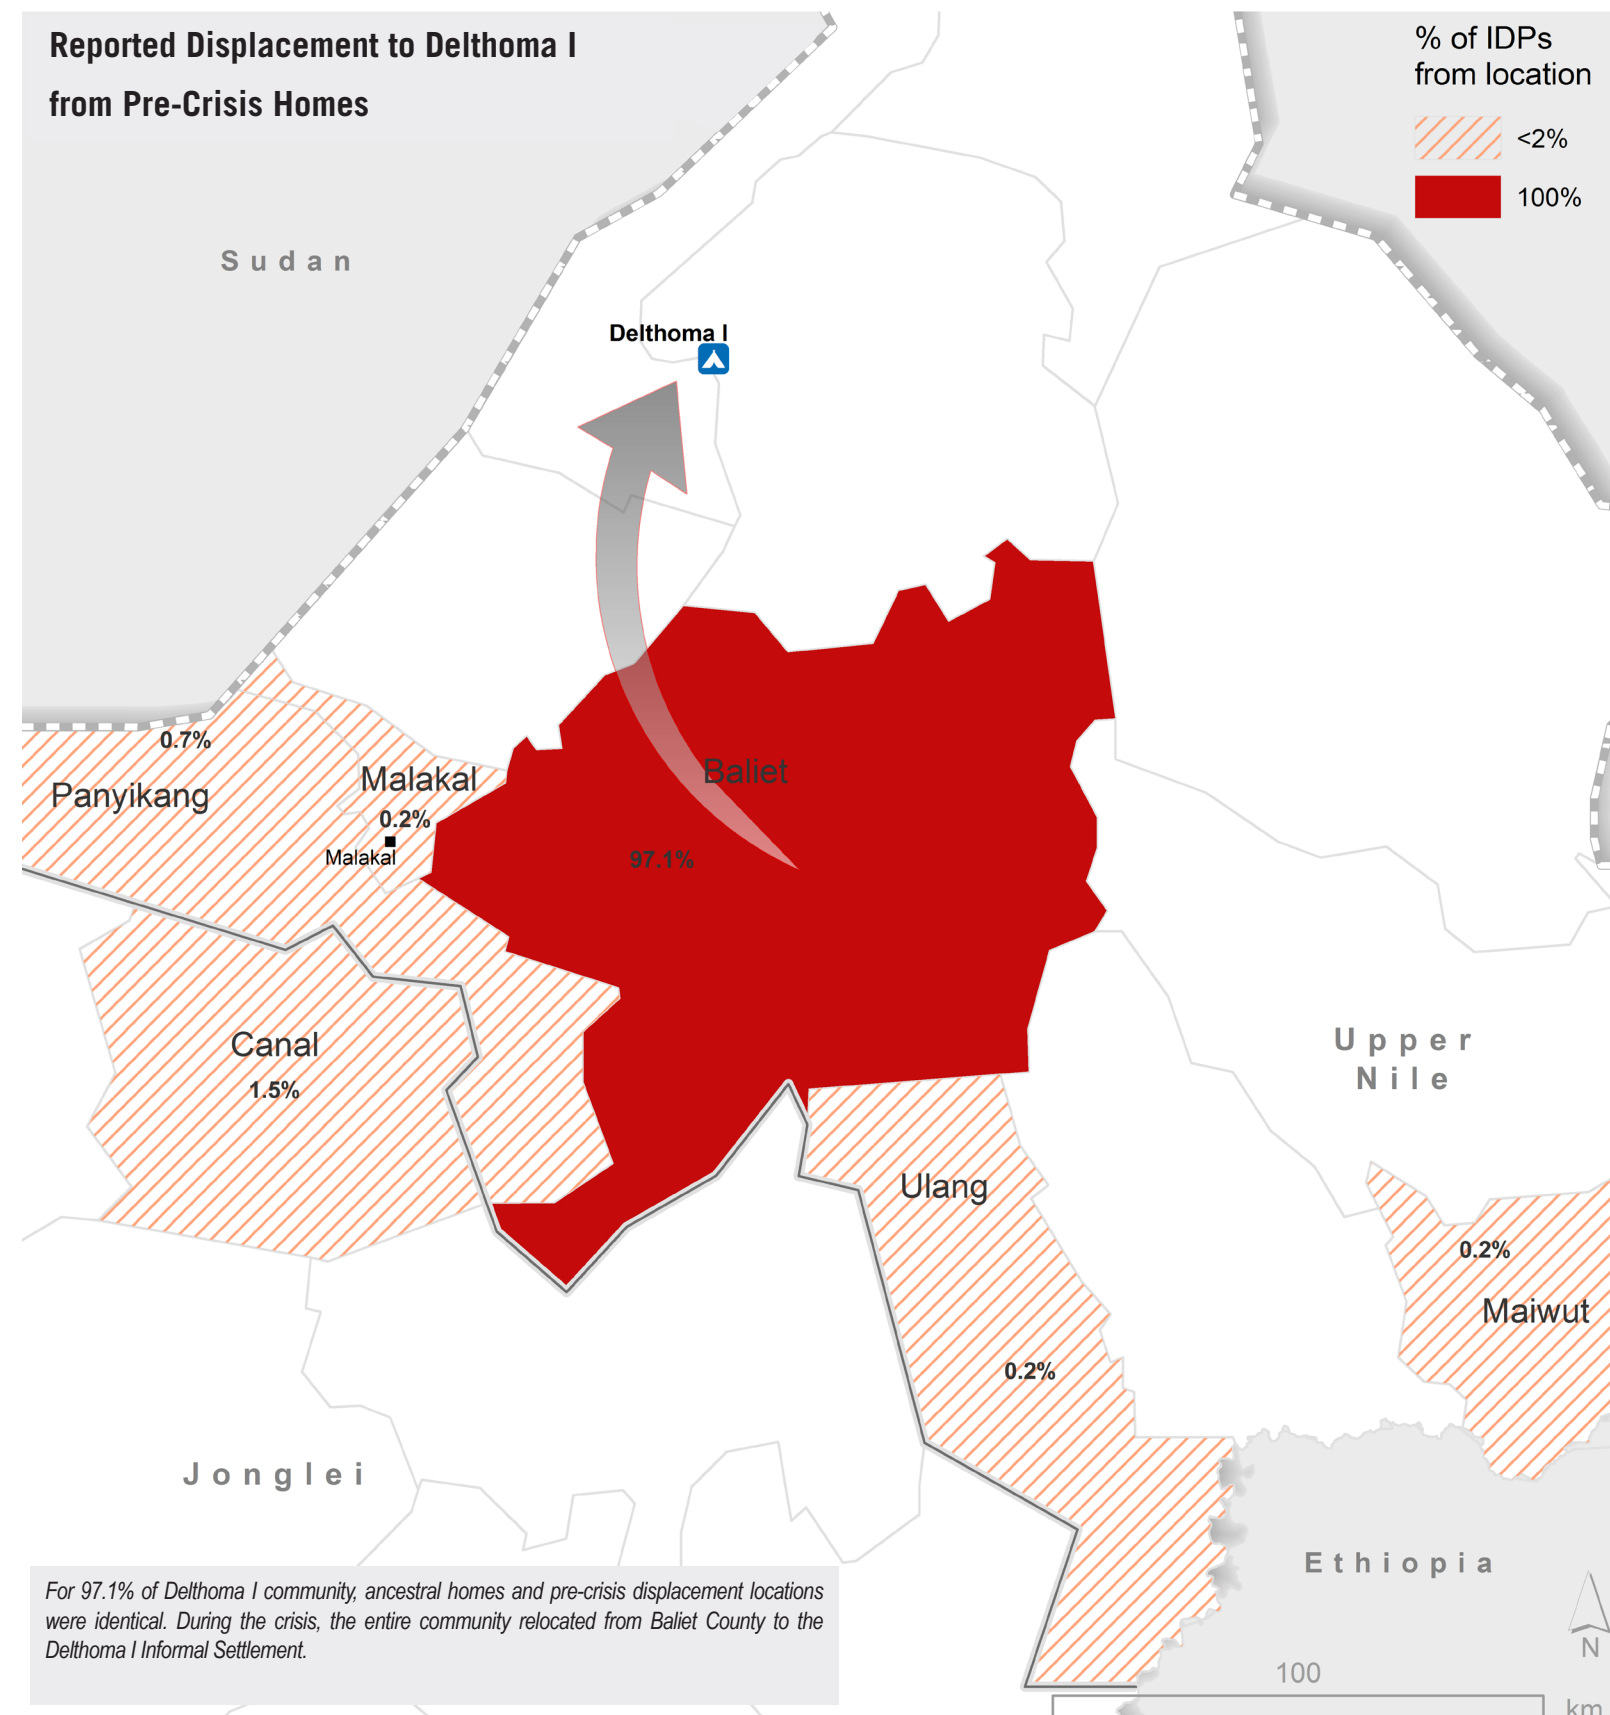 Reported Displacement to Delthoma I
from Pre-Crisis Homes
% of IDPs
from location
<2%
100%
Sudan
Delthoma I
0.7%
Panyikang
Malakal
0.2%
Malakal
Baliet
97.1%
Canal
1.5%
Upper
Nile
Ulang
0.2%
0.2%
Maiwut
Jonglei
Ethiopia
For 97.1% of Delthoma I community, ancestral homes and pre-crisis displacement locations
were identical. During the crisis, the entire community relocated from Baliet County to the
Delthoma I Informal Settlement.
N
100
km